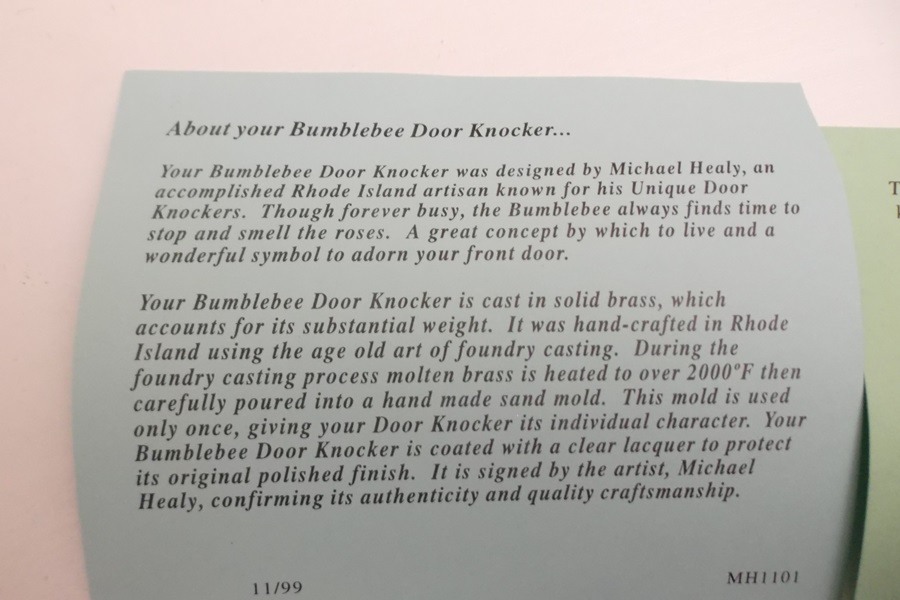 About your Bumblebee Door Knocker...
Your Bumblebee Door Knocker was designed by Michael Healy, an
accomplished Rhode Island artisan known for his Unique Door
Knockers. Though forever busy, the Bumblebee always finds time to
stop and smell the roses. A great concept by which to live and a
wonderful symbol to adorn your front door.
Your Bumblebee Door Knocker is cast in solid brass, which
accounts for its substantial weight. It was hand-crafted in Rhode
Island using the age old art of foundry casting. During the
foundry casting process molten brass is heated to over 2000ºF then
carefully poured into a hand made sand mold. This mold is used
only once, giving your Door Knocker its individual character. Your
Bumblebee Door Knocker is coated with a clear lacquer to protect
its original polished finish. It is signed by the artist, Michael
Healy, confirming its authenticity and quality craftsmanship.
11/99
MH1101